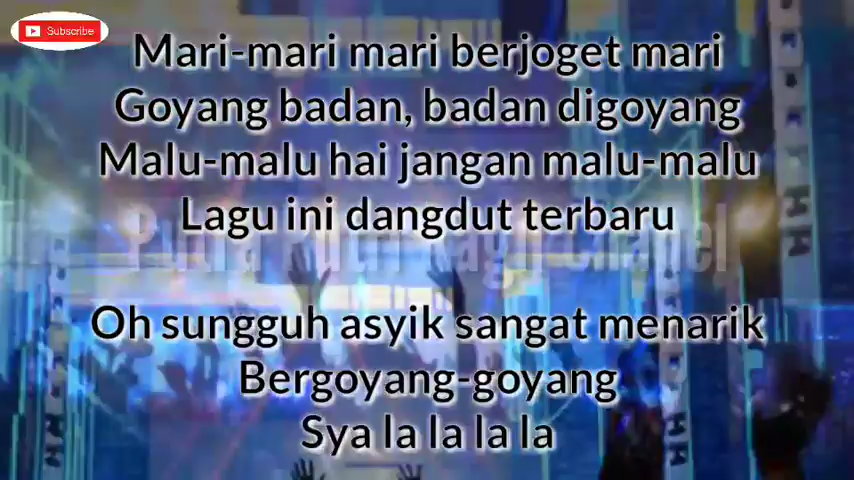 Subscribe
Mari-mari mari berjoget mari
Goyang badan, badan digoyang
Malu-malu hai jangan malu-malu
Lagu ini dangdut terbaru
Oh sungguh asyik sangat menarik
Bergoyang-goyang
Sya la la la la